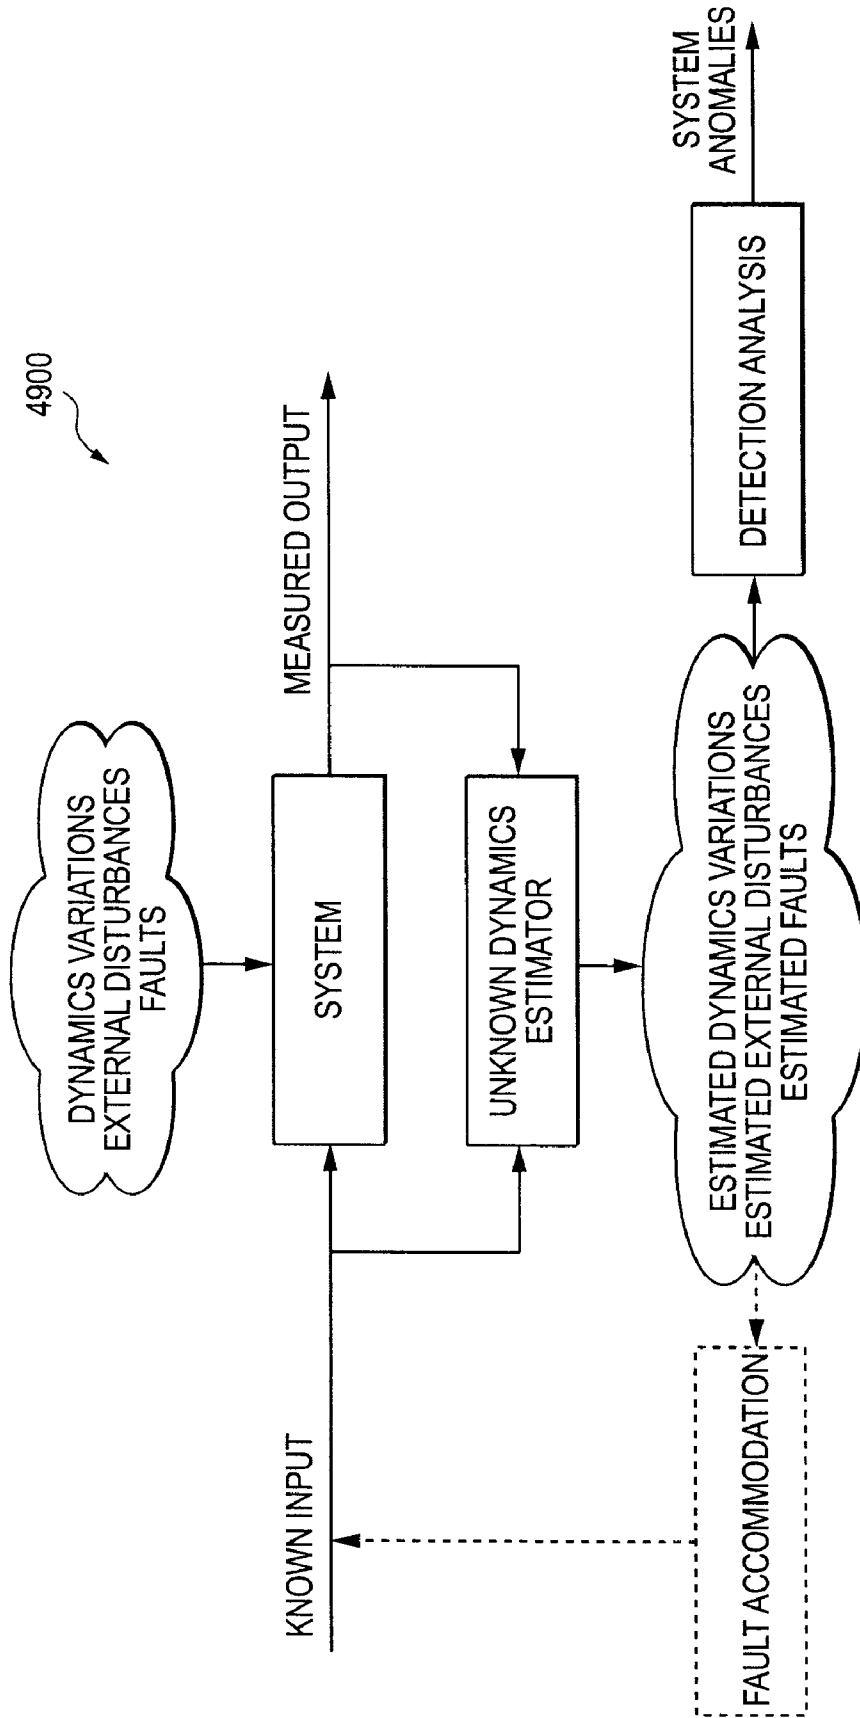 4900
DYNAMICS VARIATIONS
EXTERNAL DISTURBANCES
FAULTS
KNOWN INPUT
SYSTEM
MEASURED OUTPUT
UNKNOWN DYNAMICS
ESTIMATOR
FAULT ACCOMMODATION
ESTIMATED DYNAMICS VARIATIONS
ESTIMATED EXTERNAL DISTURBANCES
ESTIMATED FAULTS
DETECTION ANALYSIS
SYSTEM
ANOMALIES